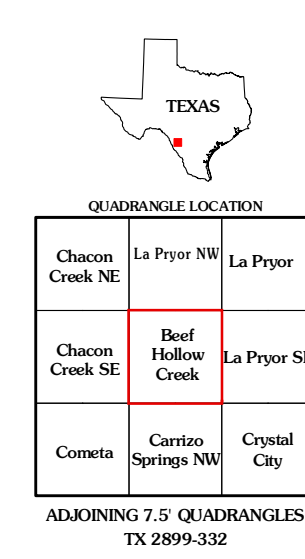 TEXAS
QUADRANGLE LOCATION
Chacon
Creek NE
La Pryor NW
La Pryor
Chacon
Creek SE
Beef
Hollow
Creek
La Pryor
Cometa
Carrizo
Springs NW
Crystal
City
ADJOINING 7.5' QUADRANGLES
TX 2899-332